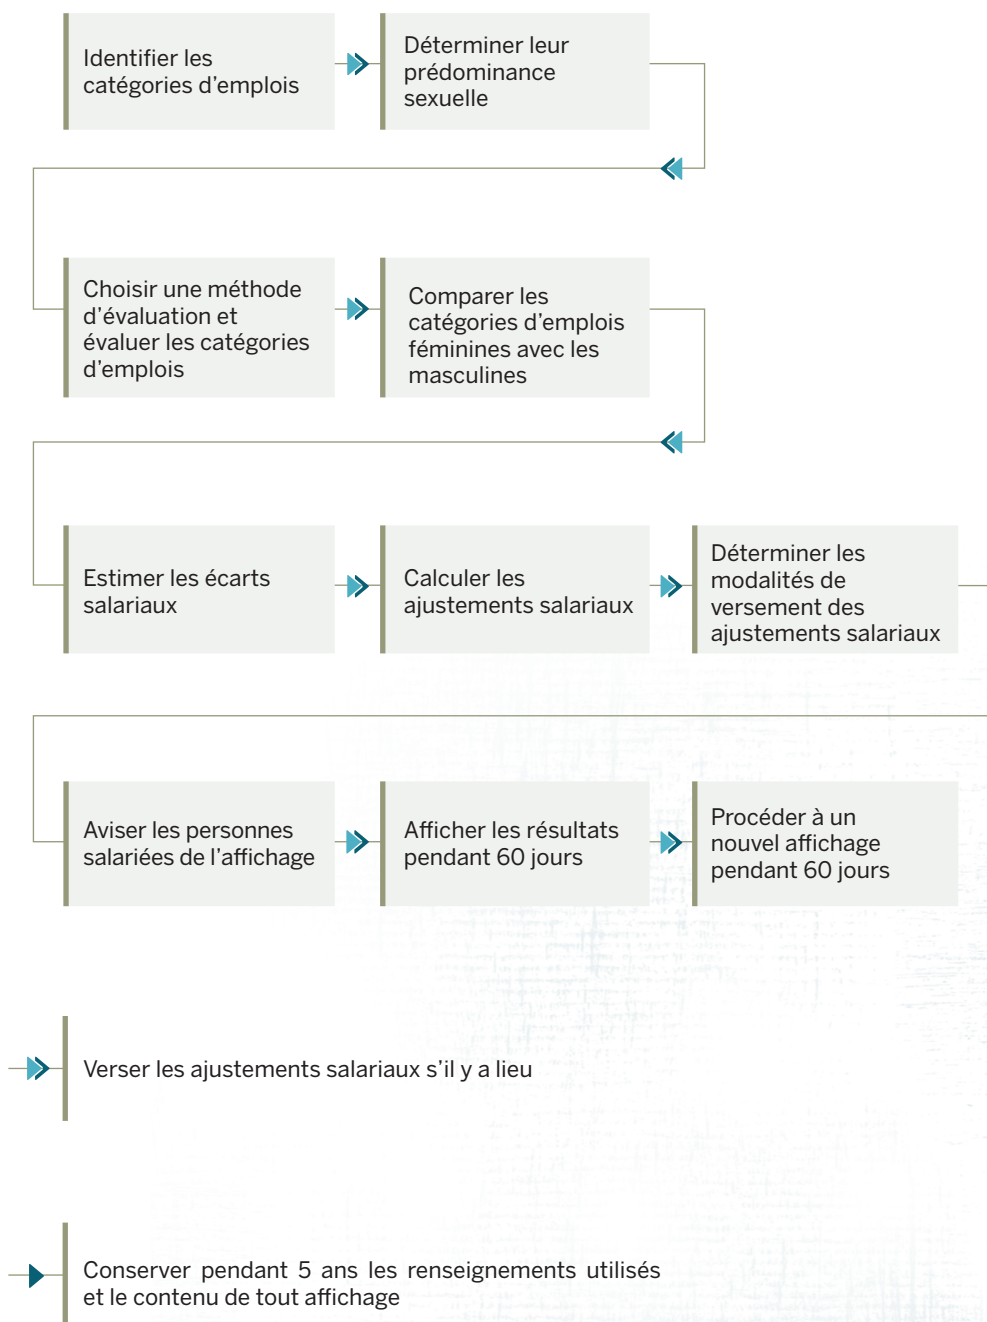 Identifier les
catégories d'emplois
Déterminer leur
prédominance
sexuelle
Choisir une méthode
d'évaluation et
évaluer les catégories
d'emplois
Comparer les
catégories d'emplois
féminines avec les
masculines
Estimer les écarts
salariaux
Calculer les
ajustements salariaux
Déterminer les
modalités de
versement des
ajustements salariaux
Aviser les personnes
salariées de l'affichage
Afficher les résultats
pendant 60 jours
Procéder à un
nouvel affichage
pendant 60 jours
Verser les ajustements salariaux s'il y a lieu
Conserver pendant 5 ans les renseignements utilisés
et le contenu de tout affichage